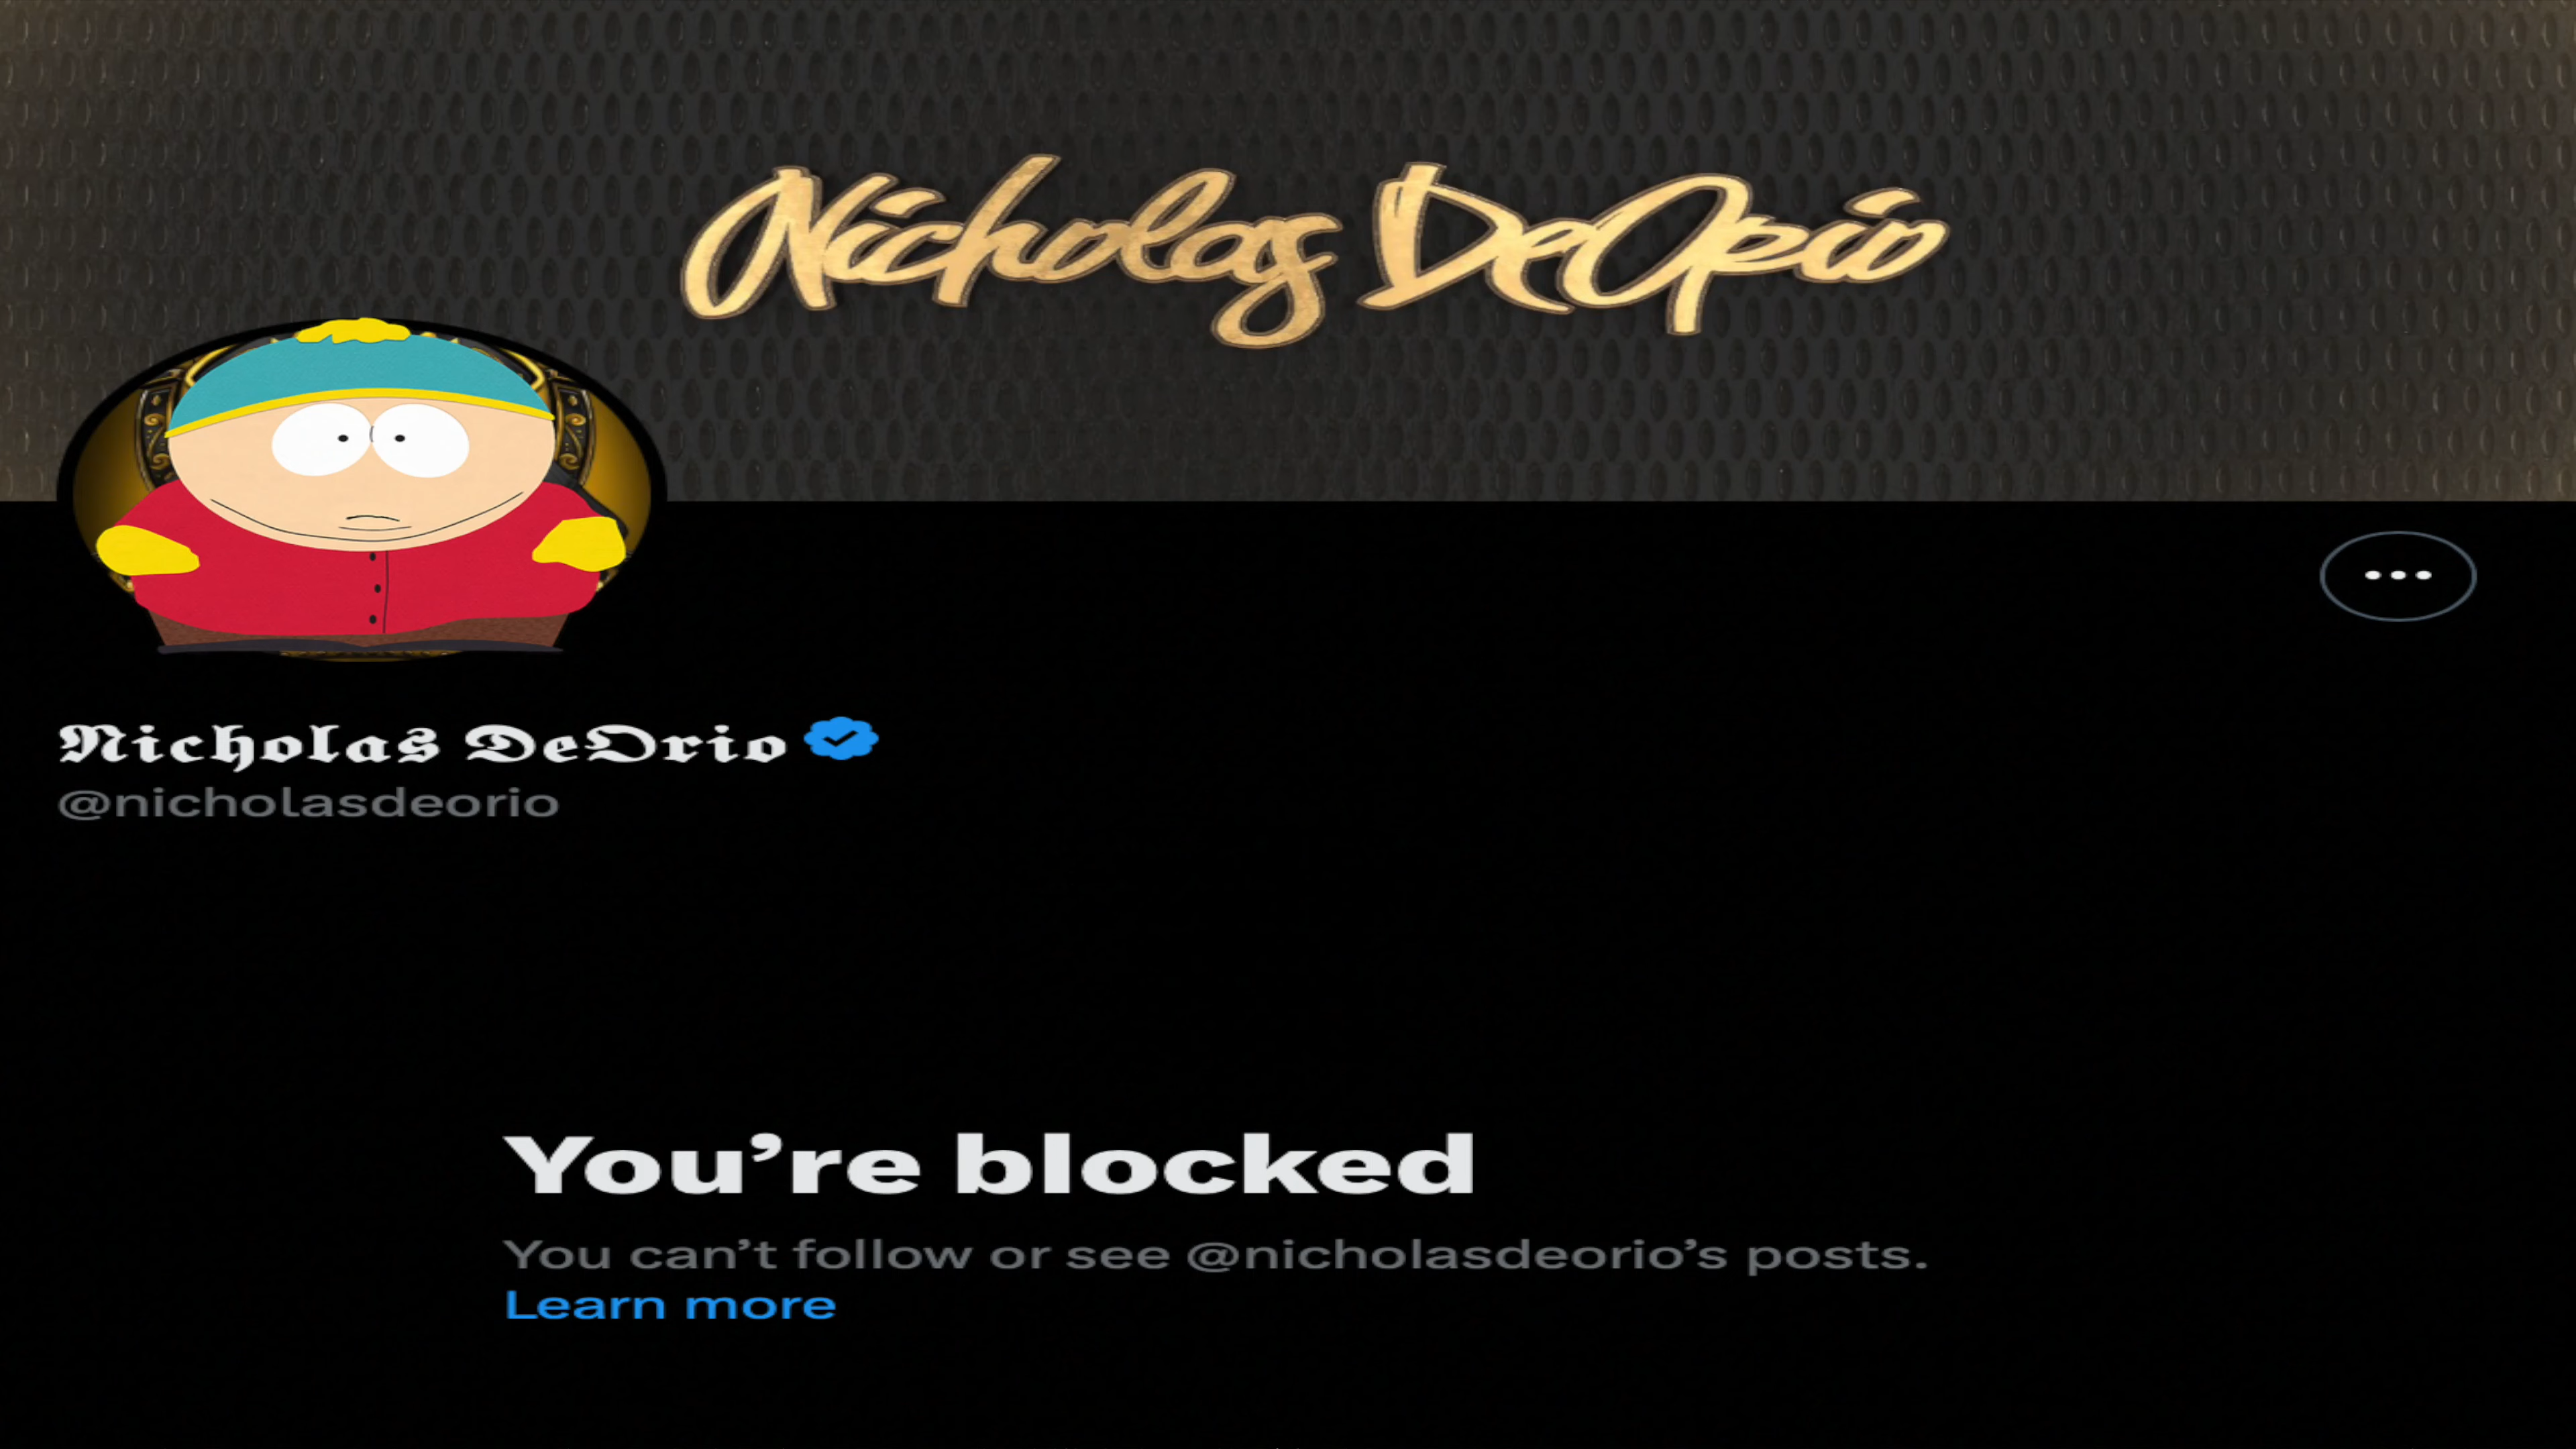 Nicholas DeOrio
𝕹𝖎𝖈𝖍𝖔𝖑𝖆𝖘 𝕯𝖊𝕺𝖗𝖎𝖔
@nicholasdeorio
You’re blocked
You can’t follow or see @nicholasdeorio’s posts.
Learn more